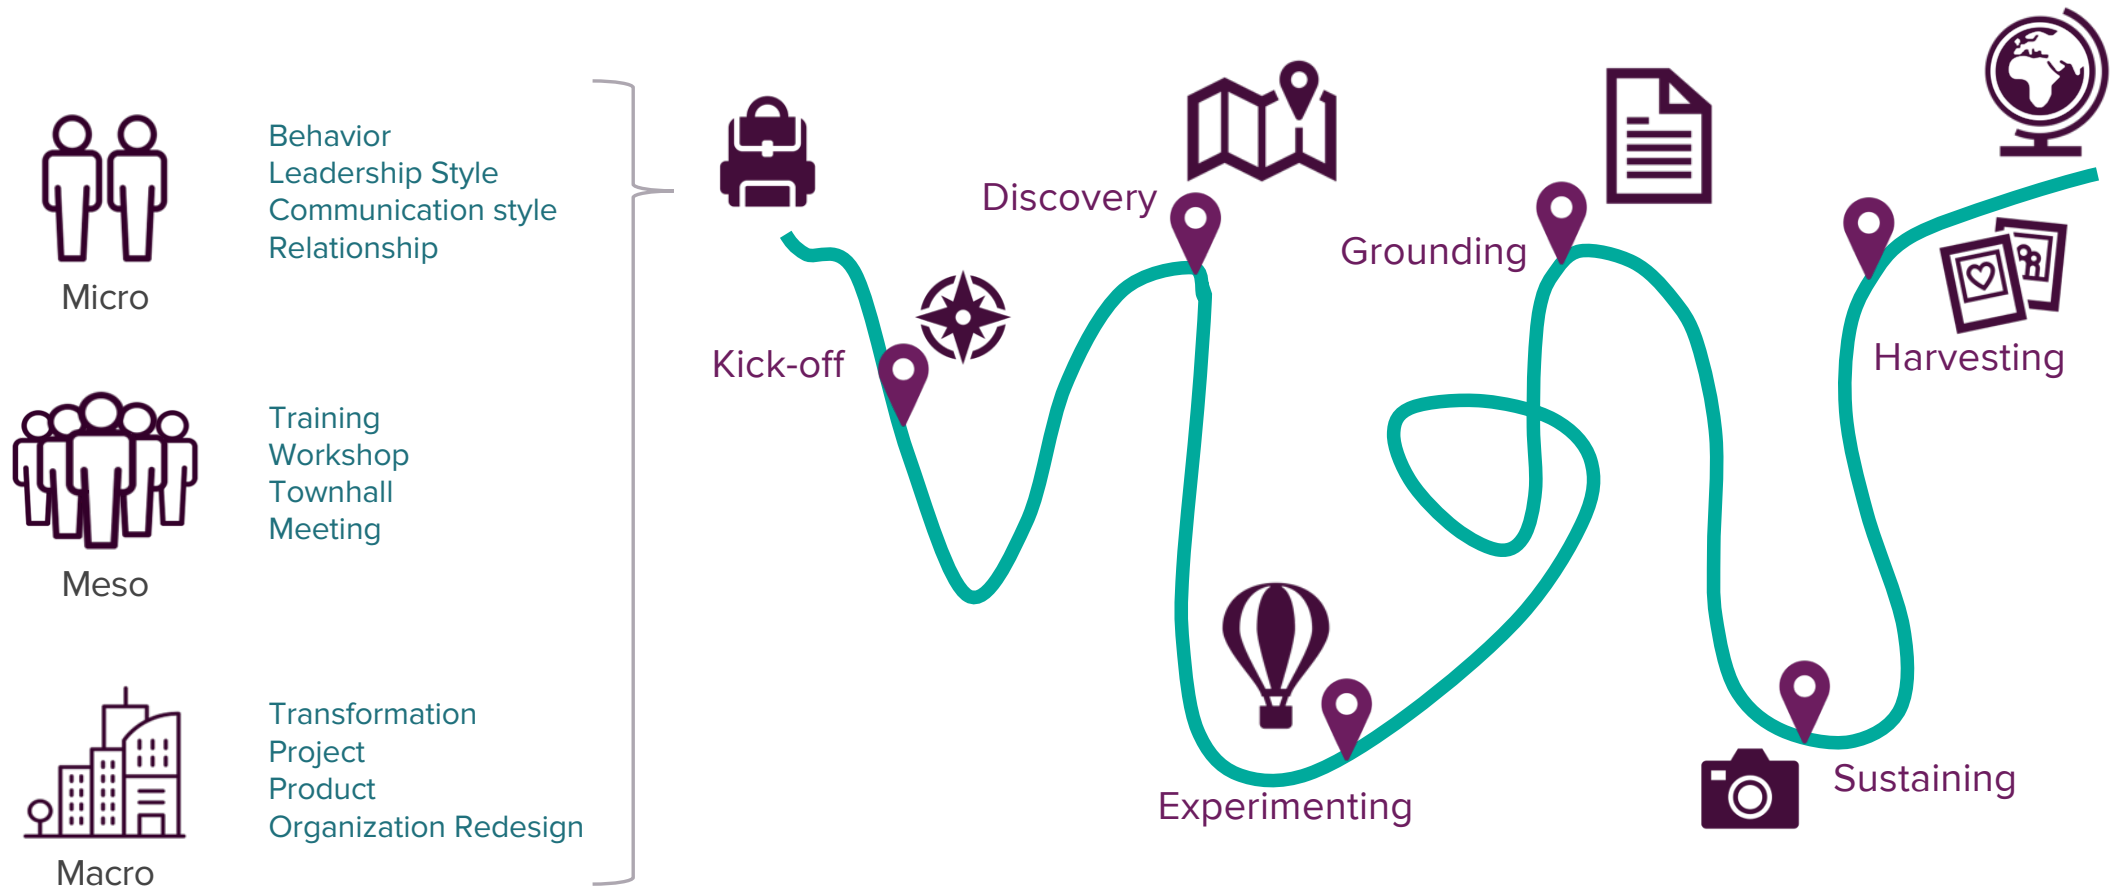 Behavior
Leadership Style
Communication style
Relationship
Micro
Training
Workshop
Townhall
Meeting
Meso
Transformation
Project
Product
Organization Redesign
Macro
Kick-off
Discovery
Experimenting
Grounding
Sustaining
Harvesting